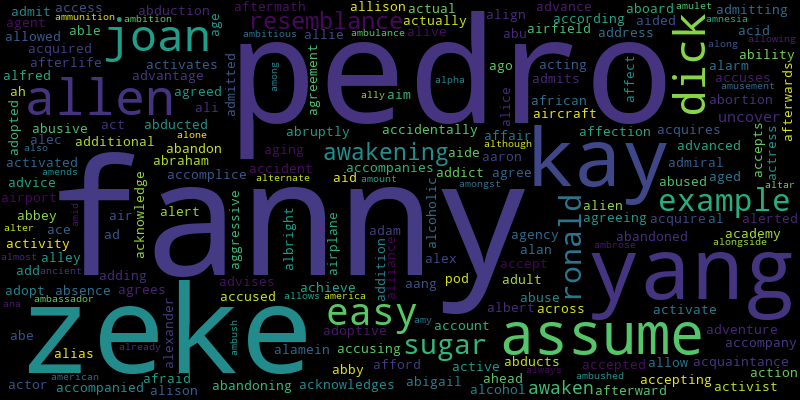 admit access abduction aftermath allison actual advance aboard admitting
ammunition ambition
agent able age resemblance actually align according aided amulet amnesia
allowed joan ambitious allie ambulance alive abu airfield address acid along allowing
acquired activates admitted pedro ago acting affect dick ability
afterlife advantage among agreement alpha admits alarm amusement
alfred allen agreed ally aim alice african accuses afterwards
ah ali aircraft abortion
adopted abusive act abducted abruptly accidentally affair affection acquires uncover
alec additional alone abandon awakening although advanced accepts actress
also activated abraham aging accompanies aide aaron kay admiral
advice amends accomplice accident aid addict agree abused aged altar
airport alternate amount amongst alien example
abbey acknowledge aggressive fanny alcoholic ronald acquireal alerted
alter ace air alert albright airplane adam agency agreeing abandoned academy
activity ad amid addition alliance alex alan ambrose alongside
almost alley adding aang pod accept yang
add ancient advises achieve adult
adopt absence agrees accused allows america albert abuse across activate
ana ambassador alexander zeke ambush easy adoptive amy account assume adventure
abe already alamein accusing sugar accompany
alias abby afford active abducts accepted allow acquaintance
american afraid always ambushed action
actor accompanied alison abandoning acknowledges abigail alcohol ahead awaken afterward accepting activist